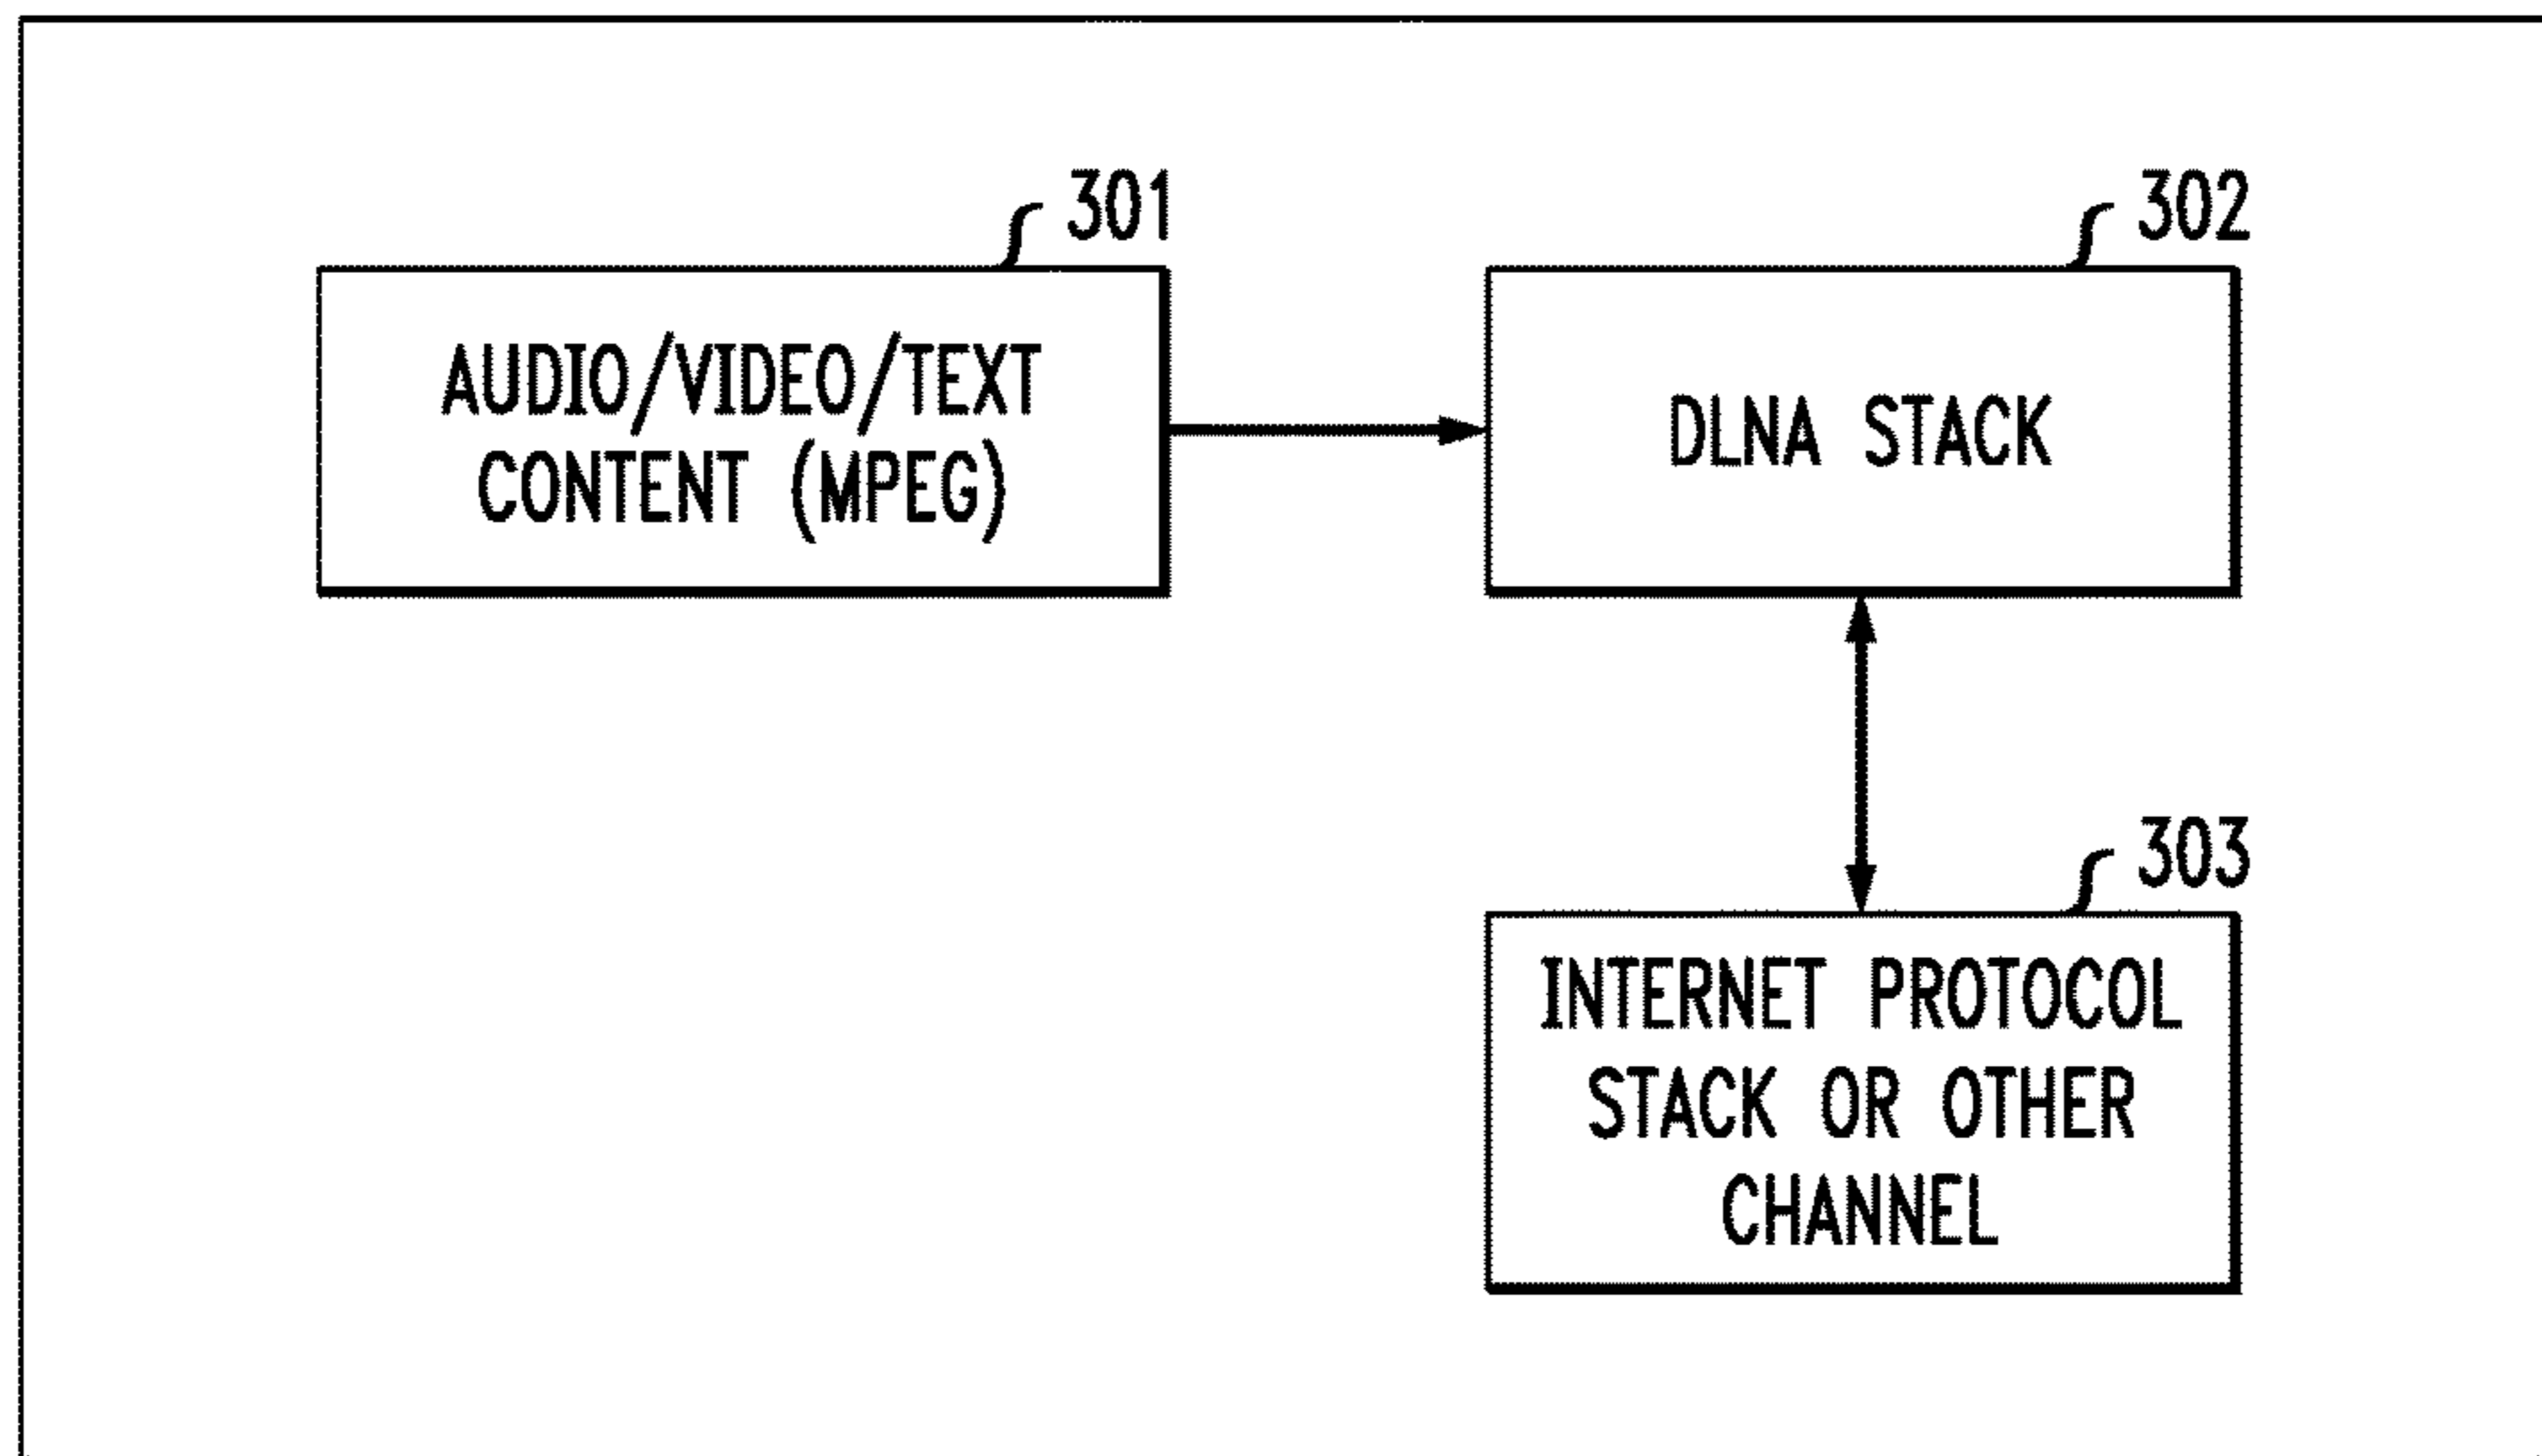 301
AUDIO/VIDEO/TEXT
CONTENT (MPEG)
302
DLNA STACK
303
INTERNET PROTOCOL
STACK OR OTHER
CHANNEL